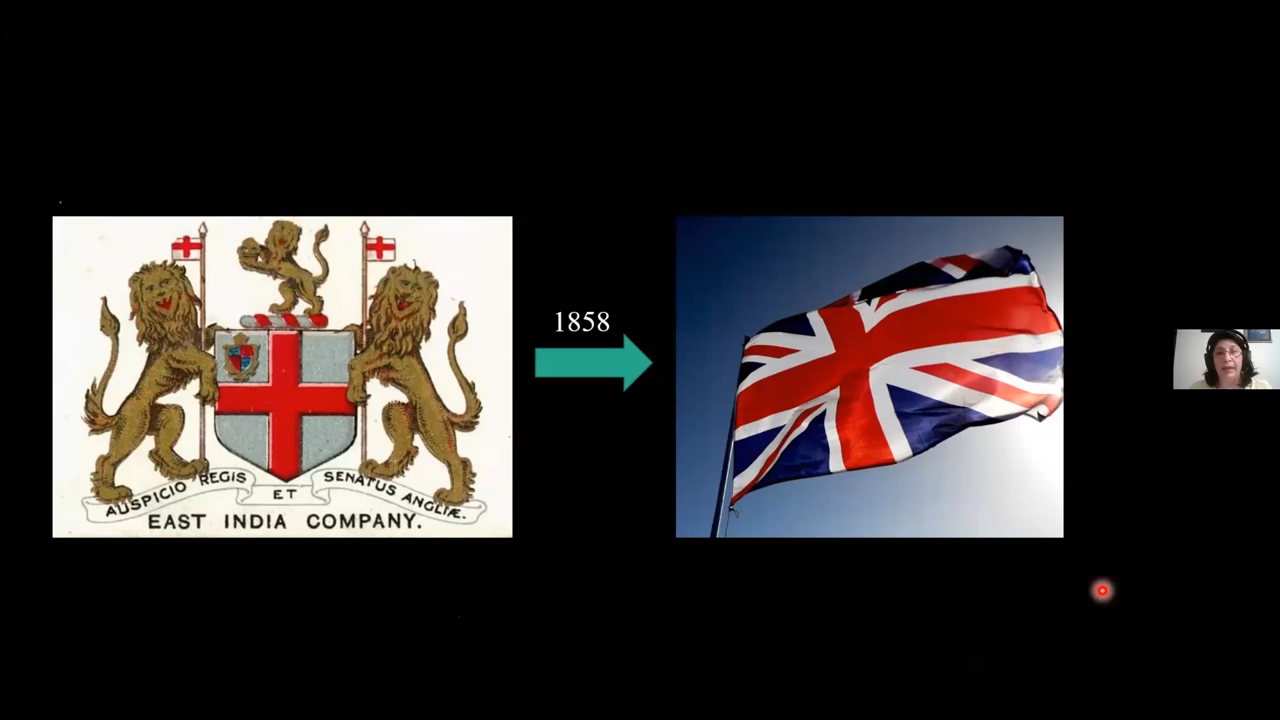 1858
AUSPICIO REGIS ET SENATUS ANGLIÆ.
EAST INDIA COMPANY.